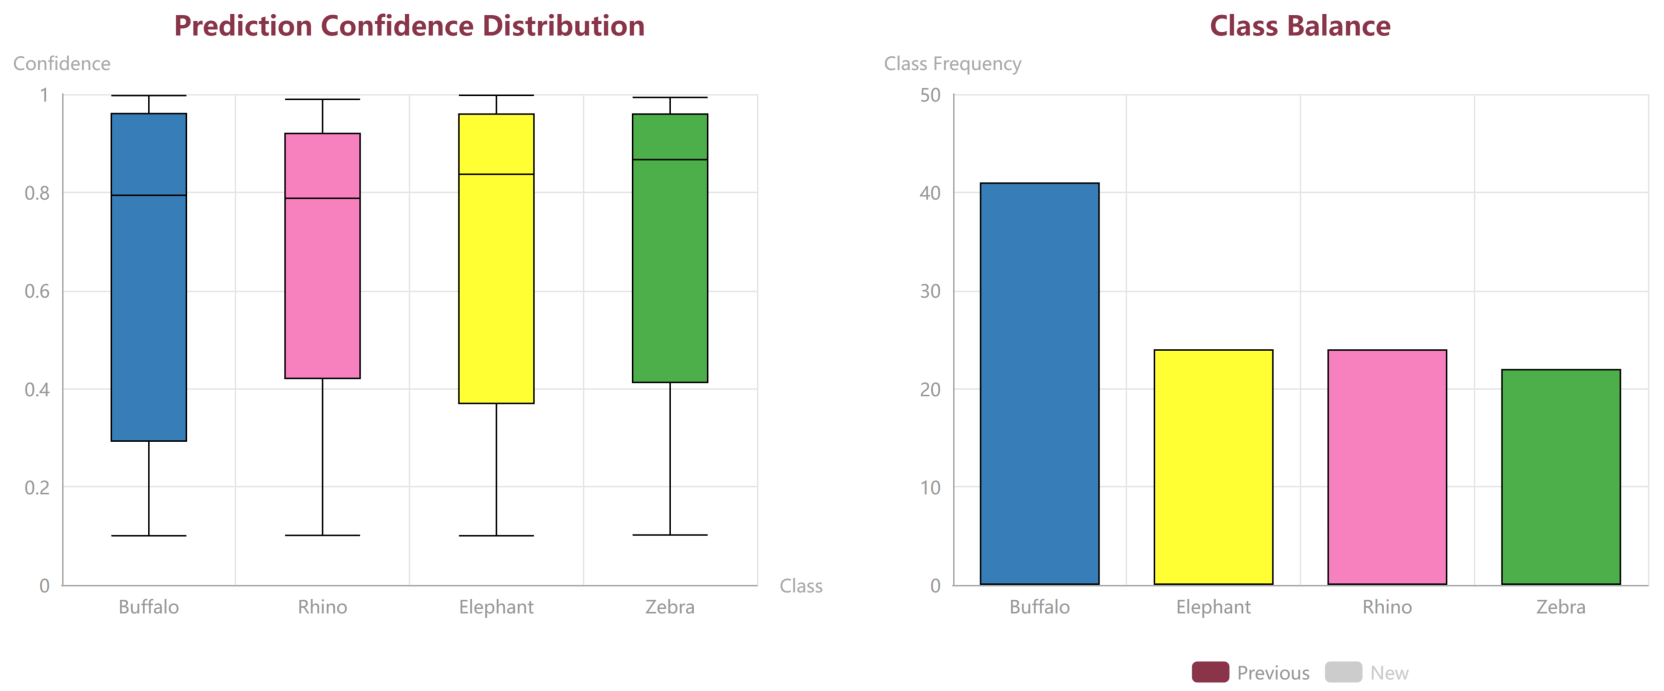 Prediction Confidence Distribution
Confidence
1
0.8
0.6
0.4
0.2
0
Buffalo Rhino Elephant Zebra
Class
Class Balance
Class Frequency
50
40
30
20
10
0
Buffalo Elephant Rhino Zebra
Previous New